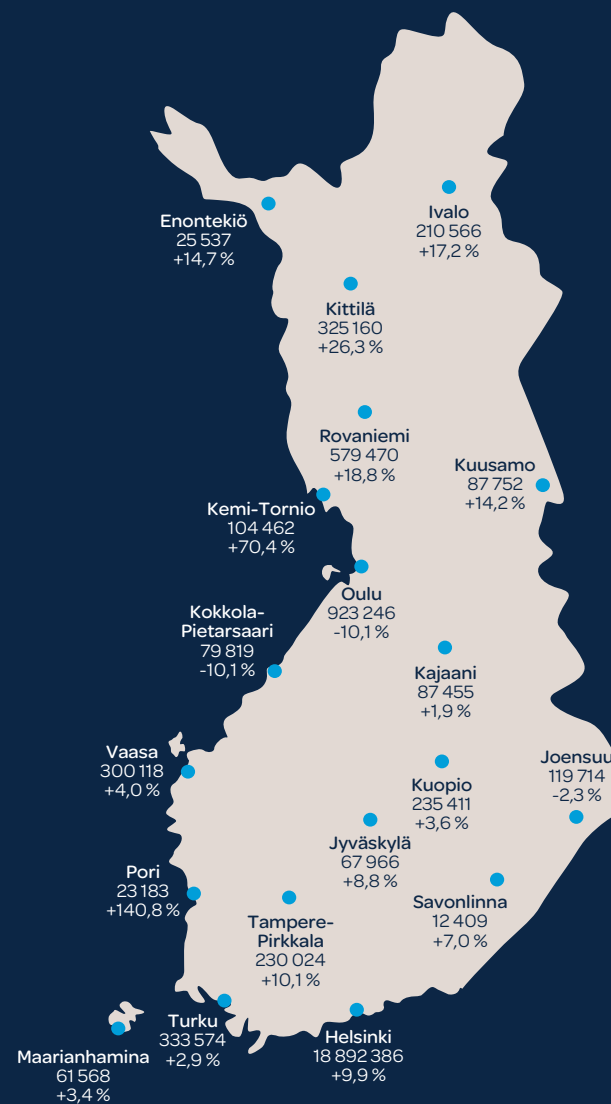 Ivalo
210 566
+17,2 %
Enontekiö
25 537
+14,7 %
Kittilä
325 160
+26,3 %
Rovaniemi
579 470
+18,8 %
Kuusamo
87 752
+14,2 %
Kemi-Tornio
104 462
+70,4 %
Oulu
923 246
-10,1 %
Kokkola-
Pietarsaari
79 819
-10,1 %
Kajaani
87 455
+1,9 %
Vaasa
300 118
+4,0 %
Joensuu
119 714
-2,3 %
Kuopio
235 411
+3,6 %
Jyväskylä
67 966
+8,8 %
Pori
23 183
+140,8 %
Savonlinna
12 409
+7,0 %
Tampere-
Pirkkala
230 024
+10,1 %
Turku
333 574
+2,9 %
Helsinki
18 892 386
+9,9 %
Maarianhamina
61 568
+3,4 %